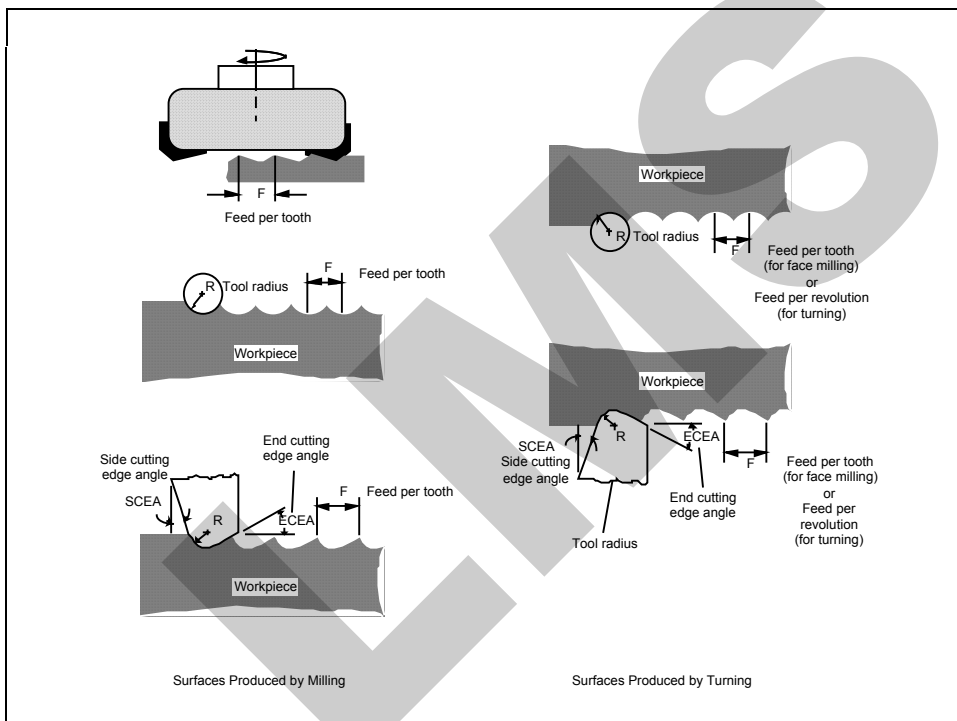 F
Feed per tooth
R
Tool radius
F
Feed per tooth
Workpiece
Side cutting
edge angle
SCEA
R
End cutting
edge angle
ECEA
F
Feed per tooth
Workpiece
Surfaces Produced by Milling
Workpiece
R
Tool radius
F
Feed per tooth
(for face milling)
or
Feed per revolution
(for turning)
Workpiece
SCEA
Side cutting
edge angle
R
Tool radius
ECEA
End cutting
edge angle
F
Feed per tooth
(for face milling)
or
Feed per
revolution
(for turning)
Surfaces Produced by Turning
LMS